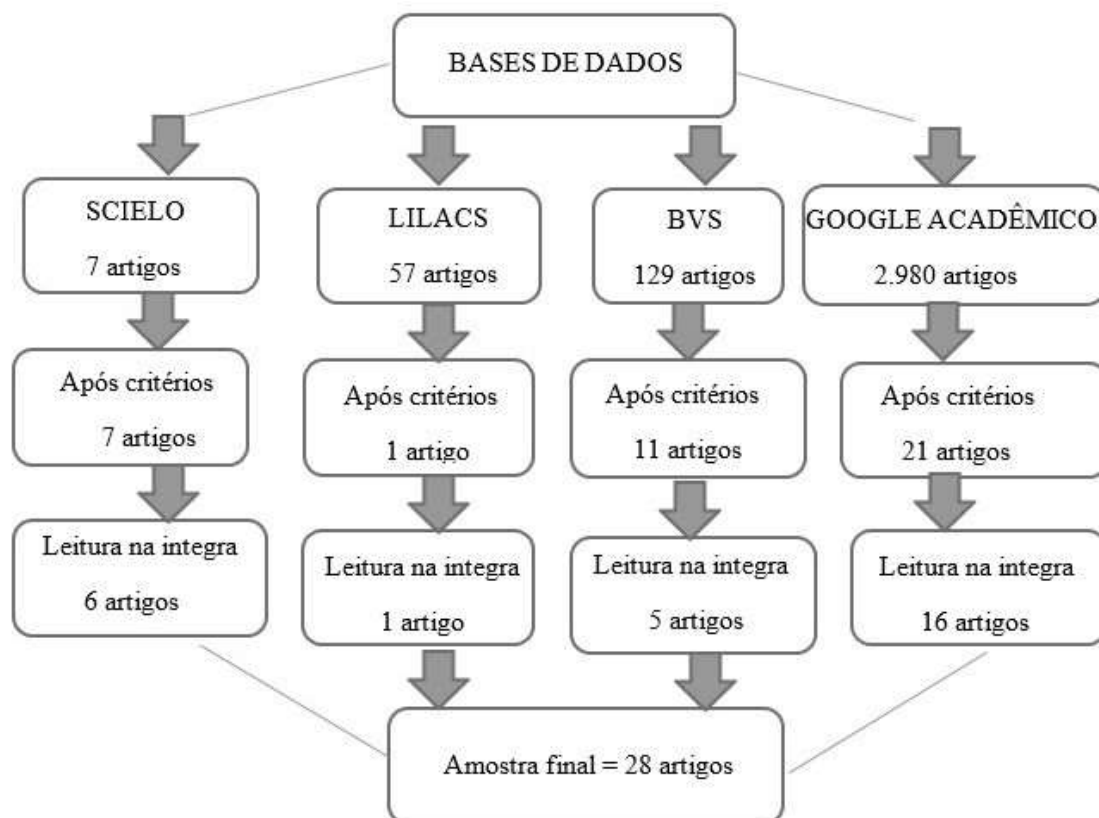 BASES DE DADOS
SCIELO
7 artigos
LILACS
57 artigos
BVS
129 artigos
GOOGLE ACADÊMICO
2.980 artigos
Após critérios
7 artigos
Após critérios
1 artigo
Após critérios
11 artigos
Após critérios
21 artigos
Leitura na integra
6 artigos
Leitura na integra
1 artigo
Leitura na integra
5 artigos
Leitura na integra
16 artigos
Amostra final = 28 artigos